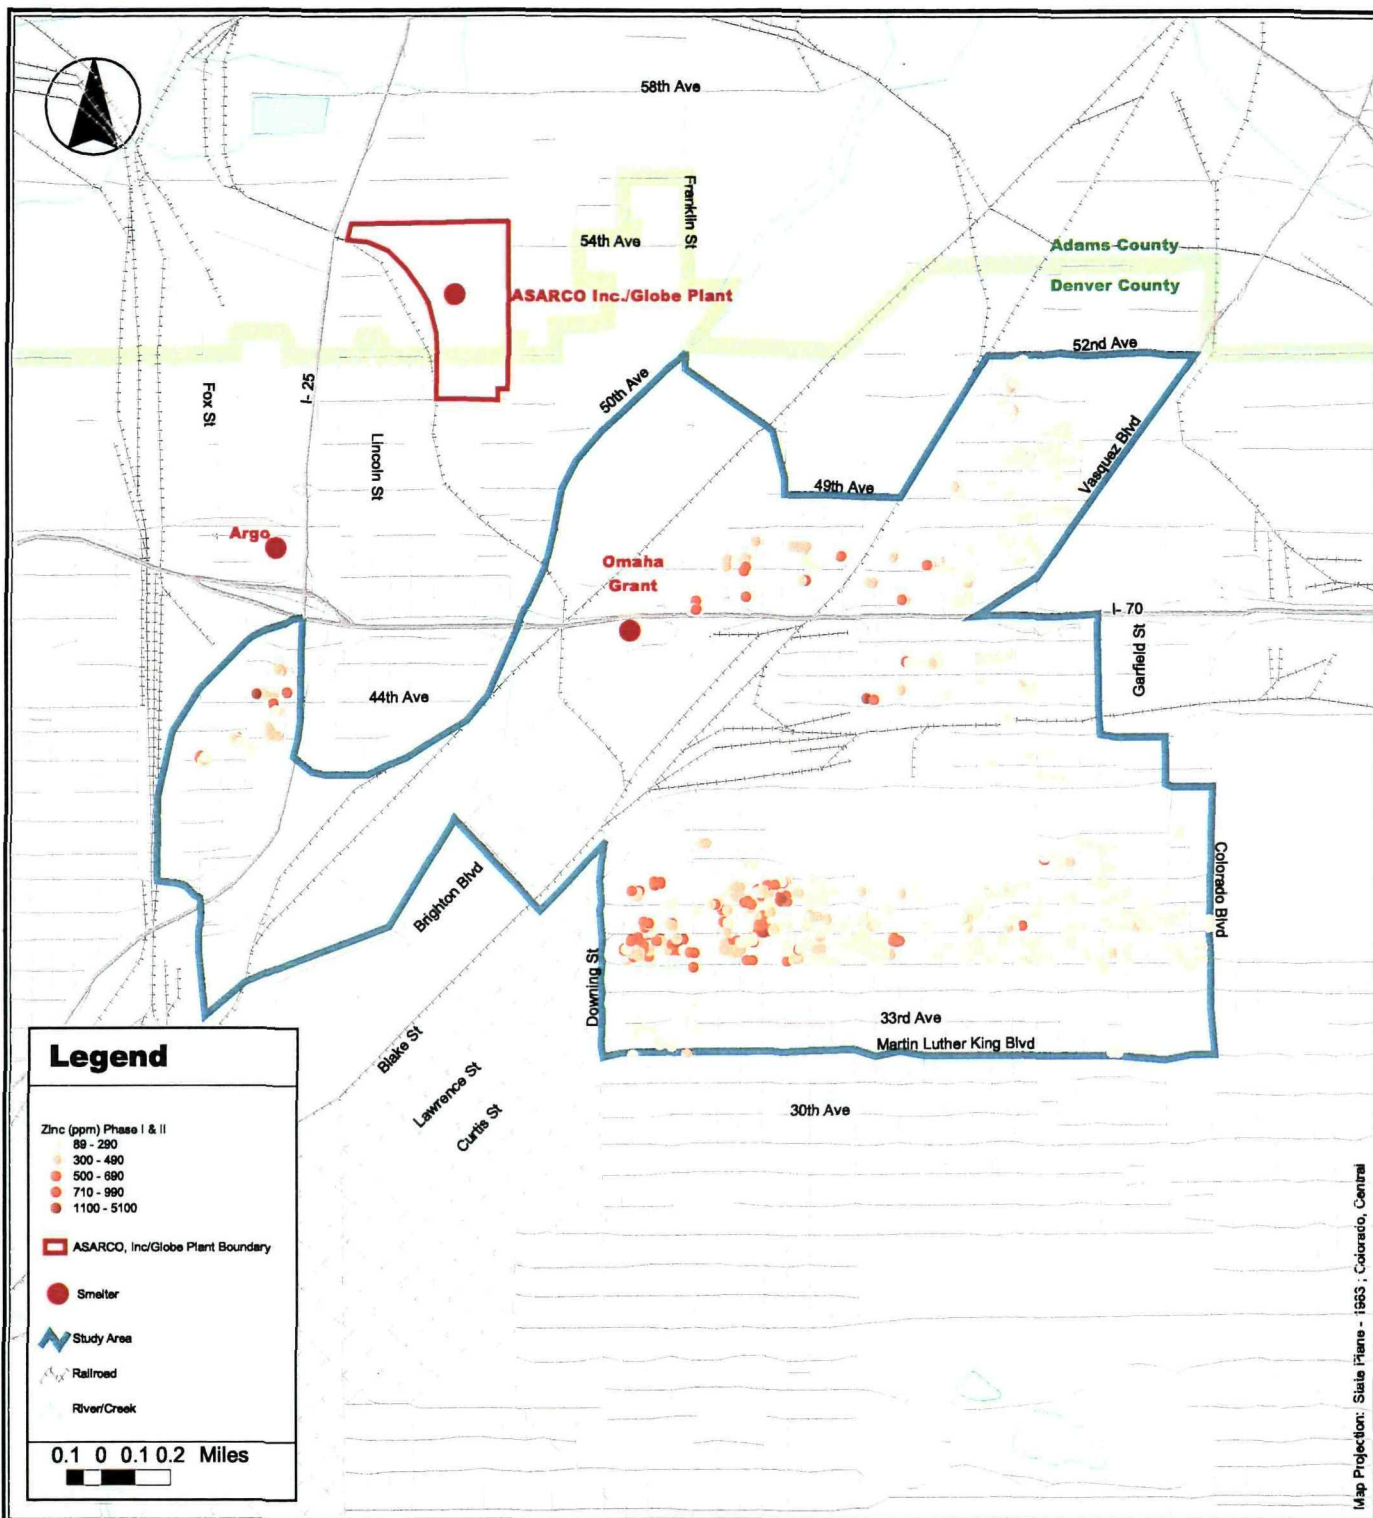 58th Ave
Franklin St
54th Ave
Adams County
Denver County
ASARCO Inc./Globe Plant
52nd Ave
50th Ave
Fox St
I- 25
Lincoln St
Vasquez Blvd
49th Ave
Argo
Omaha
Grant
I- 70
Garfield St
44th Ave
Colorado Blvd
Brighton Blvd
Downing St
33rd Ave
Martin Luther King Blvd
Blake St
Lawrence St
Curtis St
30th Ave
Legend
Zinc (ppm) Phase I & II
89 - 290
300 - 490
500 - 690
710 - 990
1100 - 5100
ASARCO, Inc/Globe Plant Boundary
Smelter
Study Area
Railroad
River/Creek
0.1 0 0.1 0.2 Miles
Map Projection: State Plane - 1983 ; Colorado, Central